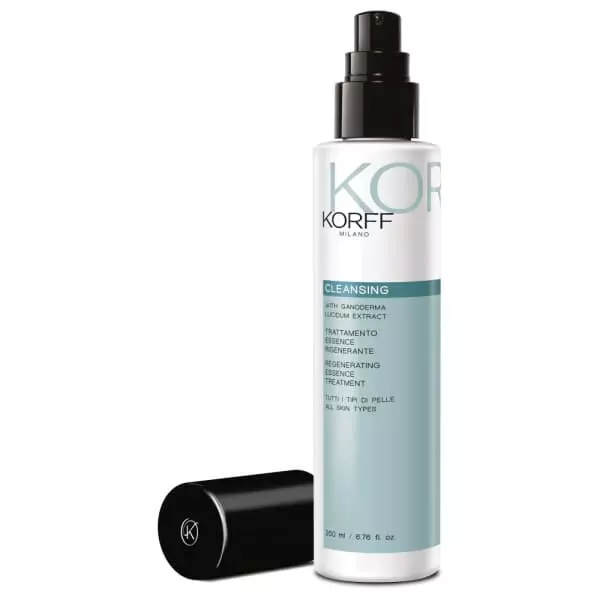 KOR
KORFF
MILANO
CLEANSING
WITH GANODERMA
LUCIDUM EXTRACT
TRATTAMENTO
ESSENCE
RIGENERANTE
REGENERATING
ESSENCE
TREATMENT
TUTTI I TIPI DI PELLE
ALL SKIN TYPES
200 ml / 6.76 fl. oz.
K